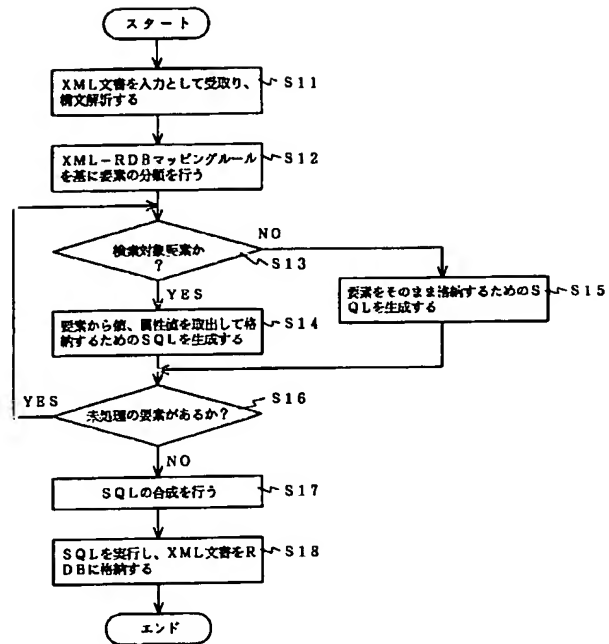 スタート
XML文書を入力として受取り、
構文解析する
S11
XML-RDBマッピングルール
を基に要素の分類を行う
S12
検索対象要素か
?
S13
NO
YES
要素から値、属性値を取出して格
納するためのSQLを生成する
S14
要素をそのまま格納するためのS
QLを生成する
S15
未処理の要素があるか?
S16
YES
NO
SQLの合成を行う
S17
SQLを実行し、XML文書をR
DBに格納する
S18
エンド